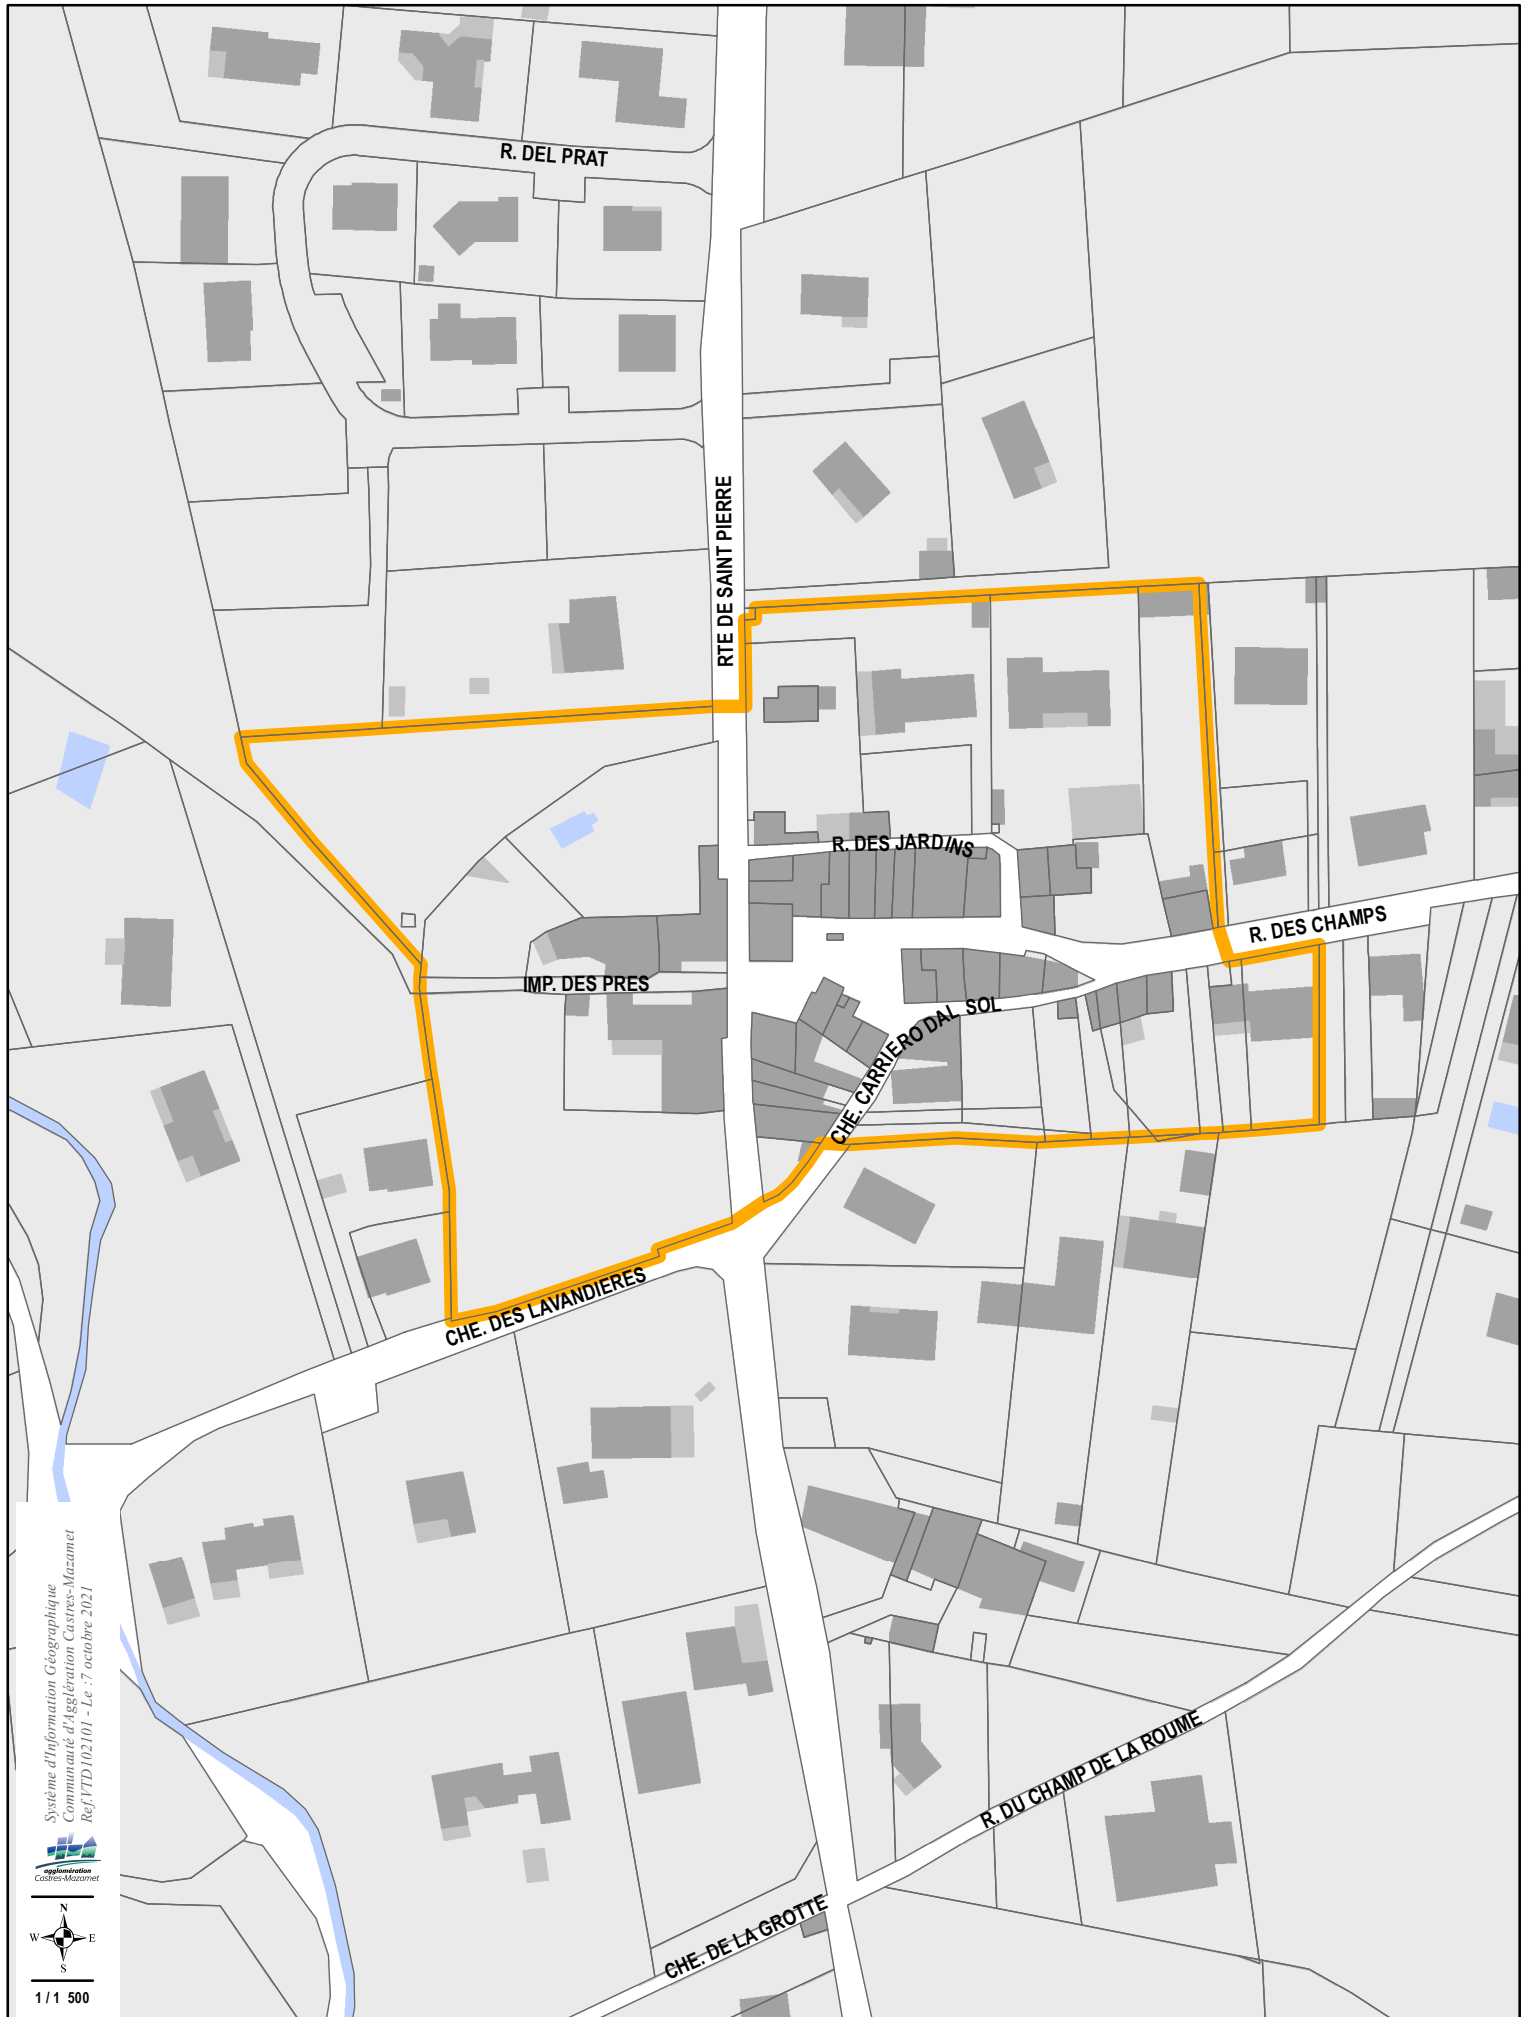 R. DEL PRAT
RTE DE SAINT PIERRE
R. DES JARDINS
R. DES CHAMPS
IMP. DES PRES
CHE. CARRIERO DAL SOL
CHE. DES LAVANDIERES
R. DU CHAMP DE LA ROUME
CHE. DE LA GROTTE
Système d'Information Géographique
Communauté d'Agglération Castres-Mazamet
Ref.VTD102101 - Le : 7 octobre 2021
agglomération
Castres-Mazamet
N
W E
S
1 / 1 500